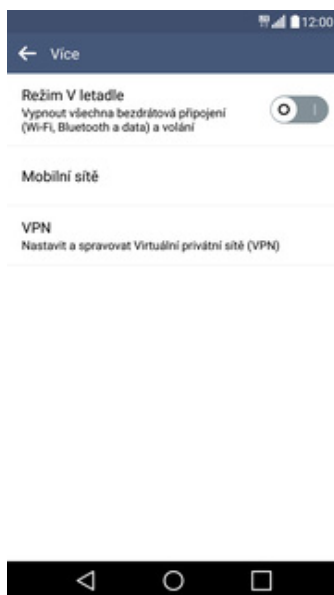 12:00
Více
Režim V letadle
Vypnout všechna bezdrátová připojení
(Wi-Fi, Bluetooth a data) a volání
Mobilní sítě
VPN
Nastavit a spravovat Virtuální privátní sítě (VPN)